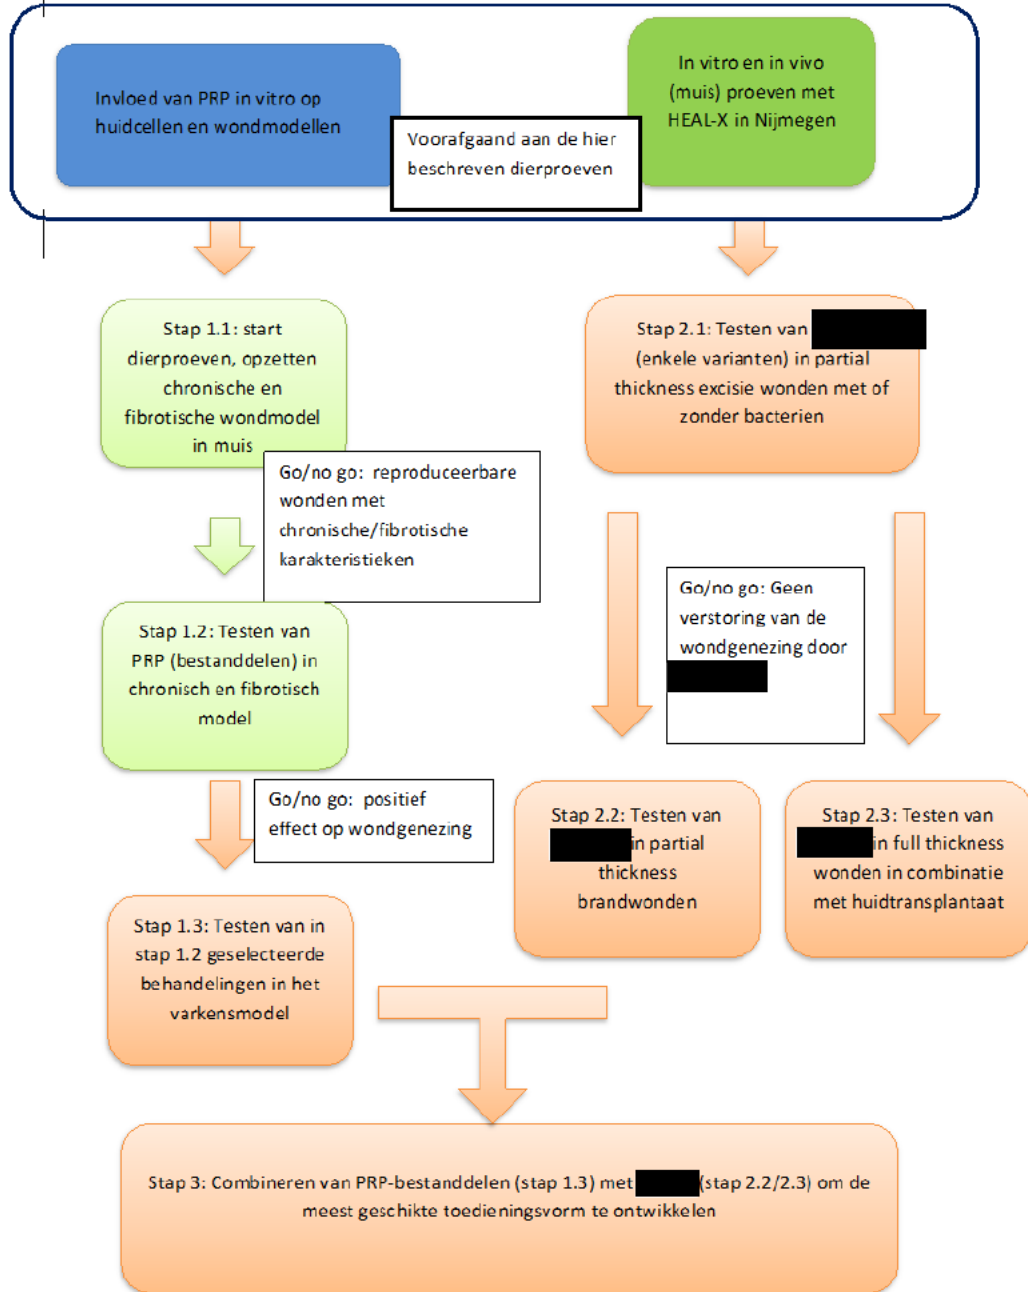 Invloed van PRP in vitro op
huidcellen en wondmodellen
In vitro en in vivo
(muis) proeven met
HEAL-X in Nijmegen
Voorafgaand aan de hier
beschreven dierproeven
Stap 1.1: start
dierproeven, opzetten
chronische en
fibrotische wondmodel
in muis
Stap 2.1: Testen van
(enkele varianten) in partial
thickness excisie wonden met of
zonder bacterien
Go/no go: reproduceerbare
wonden met
chronische/fibrotische
karakteristieken
Go/no go: Geen
verstoring van de
wondgenezing door
Stap 1.2: Testen van
PRP (bestanddelen) in
chronisch en fibrotisch
model
Go/no go: positief
effect op wondgenezing
Stap 2.2: Testen van
in partial
thickness
brandwonden
Stap 2.3: Testen van
in full thickness
wonden in combinatie
met huidtransplantaat
Stap 1.3: Testen van in
stap 1.2 geselecteerde
behandelingen in het
varkensmodel
Stap 3: Combineren van PRP-bestanddelen (stap 1.3) met (stap 2.2/2.3) om de
meest geschikte toedieningsvorm te ontwikkelen